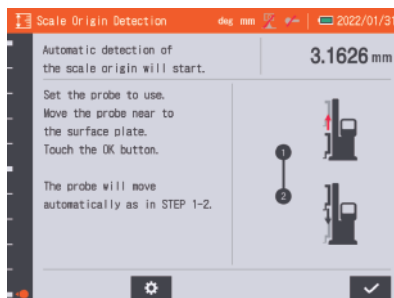 Scale Origin Detection deg mm 2022/01/31
Automatic detection of
the scale origin will start.
3.1626 mm
Set the probe to use.
Move the probe near to
the surface plate.
Touch the OK button.
1
The probe will move
automatically as in STEP 1-2.
2